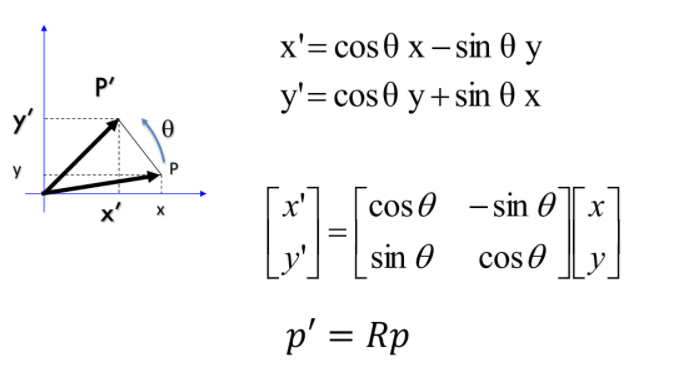 P′
y′
θ
y
P
x′
x
x'=cosθ x − sin θ y
y'=cosθ y+sin θ x
[x' y'] = [cosθ −sin θ sin θ cosθ] [x y]
p′ = Rp